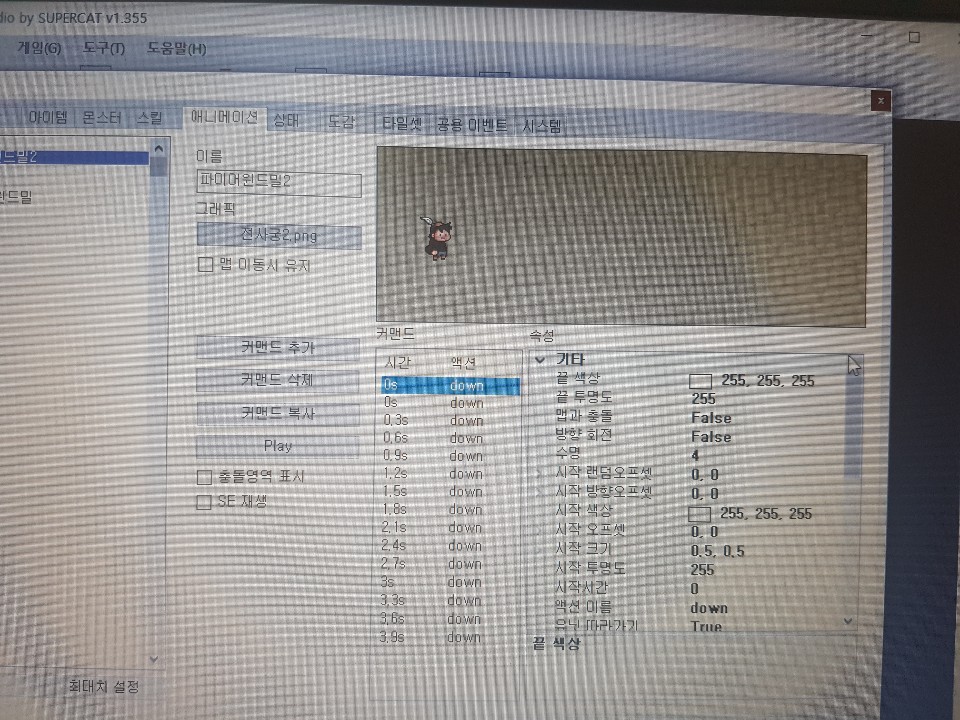 dio by SUPERCAT v1.355
게임(G) 도구(T) 도움말(H)
아이템 몬스터 스킬 애니메이션 상태 도감 타일셋 공용 이벤트 시스템
x
윈드밀2
윈드밀
이름
파이어윈드밀2
그래픽
전사궁2.png
맵 이동시 유지
커맨드 추가
커맨드 삭제
커맨드 복사
Play
충돌영역 표시
SE 재생
최대치 설정
커맨드
시간 액션
0s down
0s down
0.3s down
0.6s down
0.9s down
1.2s down
1.5s down
1.8s down
2.1s down
2.4s down
2.7s down
3s down
3.3s down
3.6s down
3.9s down
속성
기타
끝 색상 255, 255, 255
끝 투명도 255
맵과 충돌 False
방향 회전 False
수명 4
시작 랜덤오프셋 0, 0
시작 방향오프셋 0, 0
시작 색상 255, 255, 255
시작 오프셋 0, 0
시작 크기 0.5, 0.5
시작 투명도 255
시작시간 0
액션 이름 down
유닛 따라가기 True
끝 색상